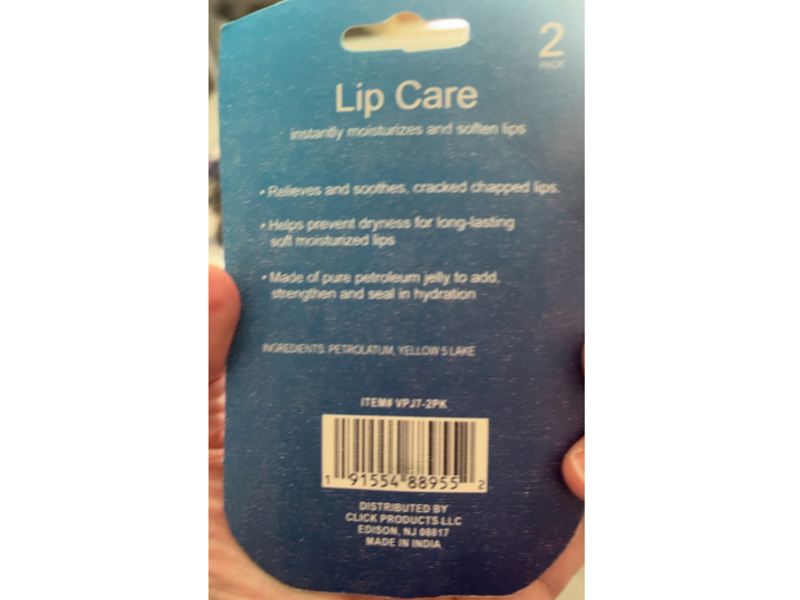 2
PACK
Lip Care
instantly moisturizes and soften lips
• Relieves and soothes, cracked chapped lips.
• Helps prevent dryness for long-lasting
soft moisturized lips
• Made of pure petroleum jelly to add,
strengthen and seal in hydration
INGREDIENTS: PETROLATUM, YELLOW 5 LAKE
ITEM# VPJ7-2PK
1 91554 88955 2
DISTRIBUTED BY
CLICK PRODUCTS LLC
EDISON, NJ 08817
MADE IN INDIA